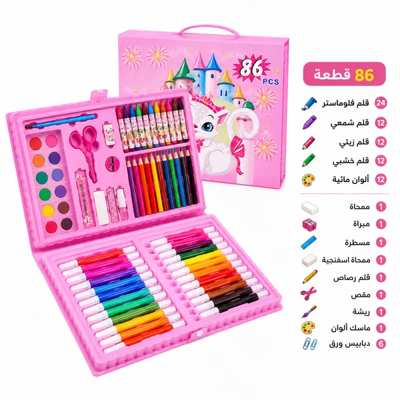 86
PCS
86 قطعة
24 قلم فلوماستر
12 قلم شمعي
12 قلم زيتي
12 قلم خشبي
12 ألوان مائية
1 ممحاة
1 مبراة
1 مسطرة
1 ممحاة اسفنجية
1 قلم رصاص
1 مقص
1 ريشة
1 ماسك ألوان
6 دبابيس ورق